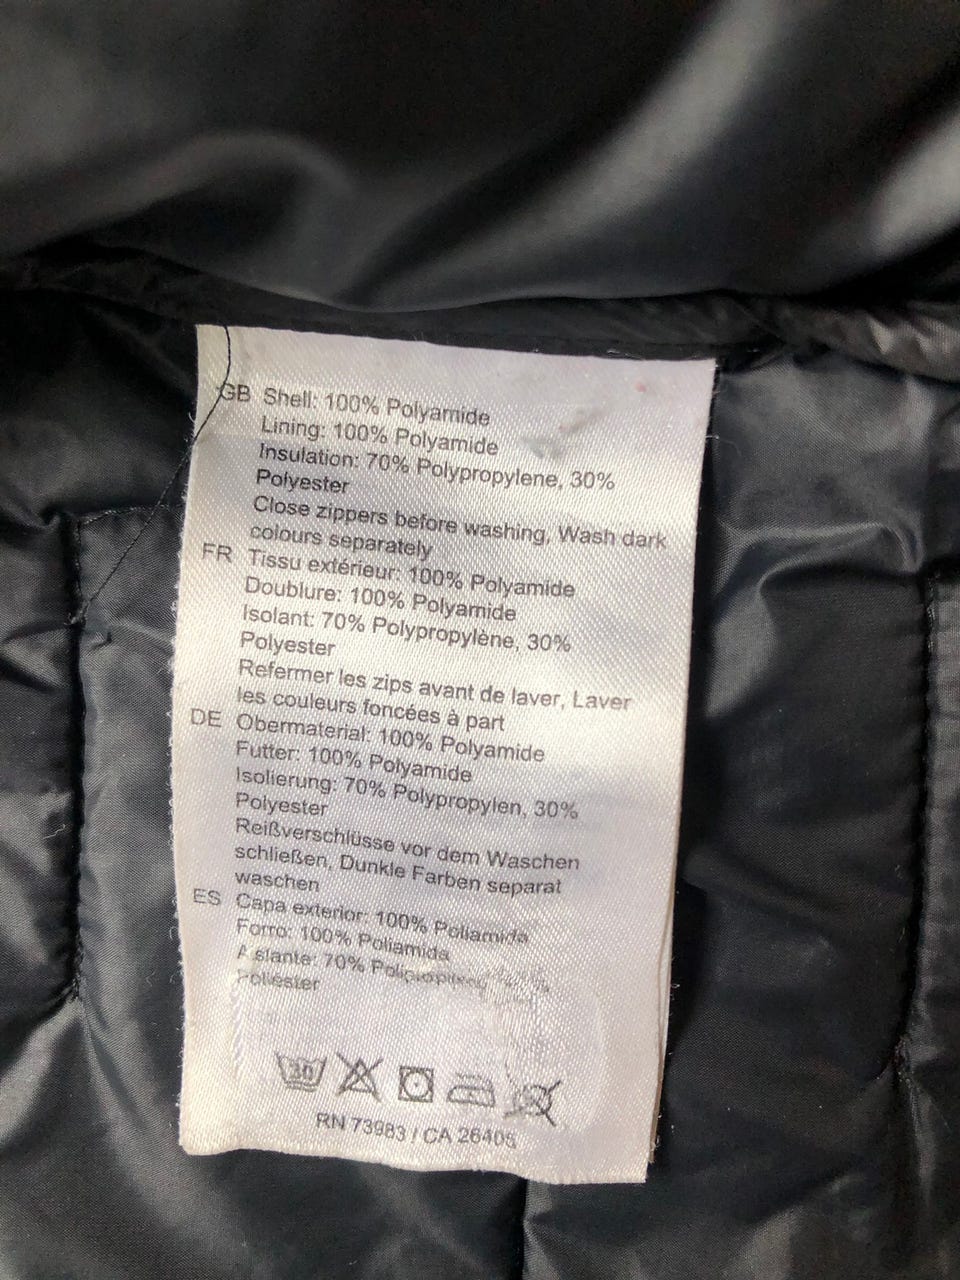 GB Shell: 100% Polyamide
Lining: 100% Polyamide
Insulation: 70% Polypropylene, 30%
Polyester
Close zippers before washing, Wash dark
colours separately
FR Tissu extérieur: 100% Polyamide
Doublure: 100% Polyamide
Isolant: 70% Polypropylène, 30%
Polyester
Refermer les zips avant de laver, Laver
les couleurs foncées à part
DE Obermaterial: 100% Polyamide
Futter: 100% Polyamide
Isolierung: 70% Polypropylen, 30%
Polyester
Reißverschlüsse vor dem Waschen
schließen, Dunkle Farben separat
waschen
ES Capa exterior: 100% Poliamida
Forro: 100% Poliamida
Aislante: 70%
Poliester
30
RN 73983 / CA 26405